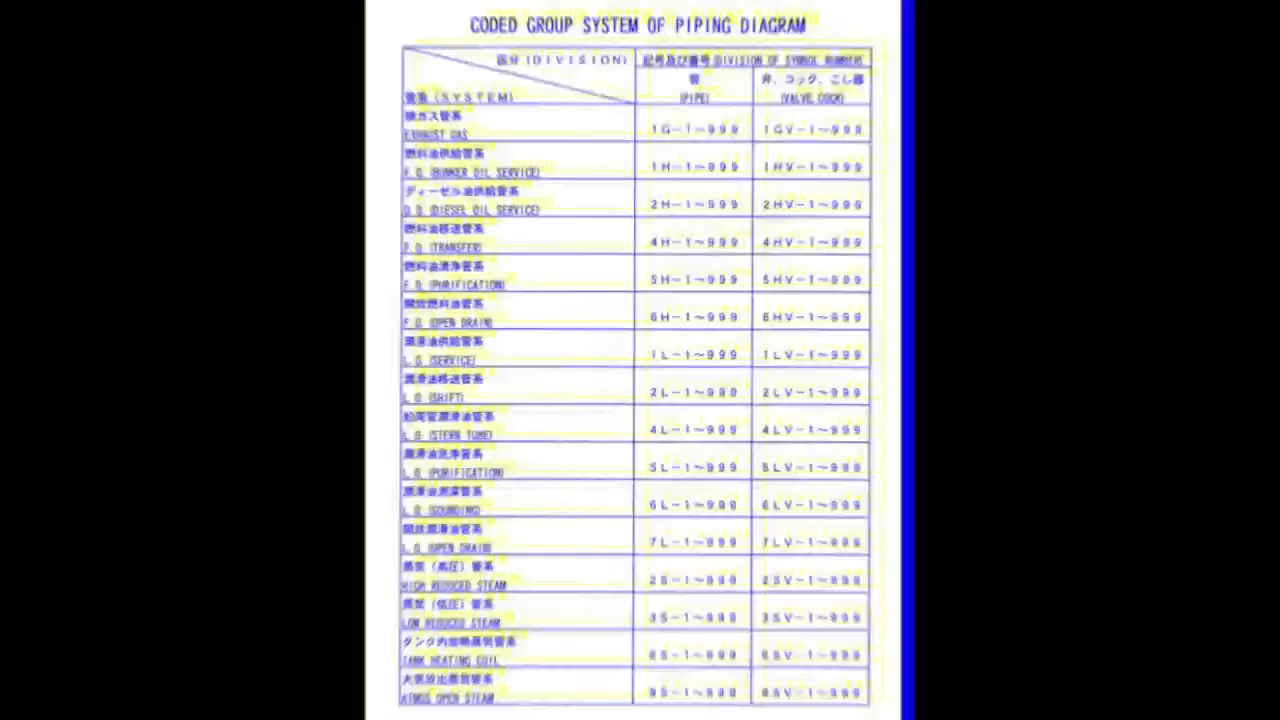 CODED GROUP SYSTEM OF PIPING DIAGRAM
区分(DIVISION) 記号及び番号 DIVISION OF SYMBOL NUMBERS
管 弁、コック、こし器
管系(SYSTEM) (PIPE) (VALVE COCK)
排ガス管系
EXHAUST GAS 1G-1~999 1GV-1~999
燃料油供給管系
F.O.(BUNKER OIL SERVICE) 1H-1~999 1HV-1~999
ディーゼル油供給管系
D.O.(DIESEL OIL SERVICE) 2H-1~999 2HV-1~999
燃料油移送管系
F.O.(TRANSFER) 4H-1~999 4HV-1~999
燃料油清浄管系
F.O.(PURIFICATION) 5H-1~999 5HV-1~999
開放燃料油管系
F.O.(OPEN DRAIN) 6H-1~999 6HV-1~999
潤滑油供給管系
L.O.(SERVICE) 1L-1~999 1LV-1~999
潤滑油移送管系
L.O.(SHIFT) 2L-1~999 2LV-1~999
船尾管潤滑油管系
L.O.(STERN TUBE) 4L-1~999 4LV-1~999
潤滑油洗浄管系
L.O.(PURIFICATION) 5L-1~999 5LV-1~999
潤滑油測深管系
L.O.(SOUNDING) 6L-1~999 6LV-1~999
開放潤滑油管系
L.O.(OPEN DRAIN) 7L-1~999 7LV-1~999
蒸気(高圧)管系
HIGH REDUCED STEAM 2S-1~999 2SV-1~999
蒸気(低圧)管系
LOW REDUCED STEAM 3S-1~999 3SV-1~999
タンク内加熱蒸気管系
TANK HEATING COIL
大気放出蒸気管系
ATMOS OPEN STEAM